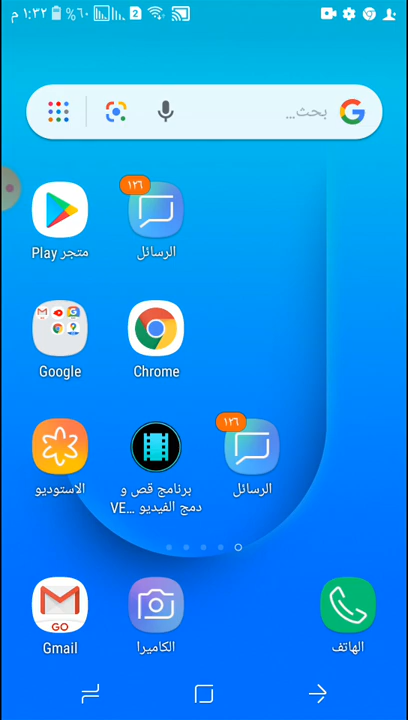 ١:٣٢ م
%٦٠
2
بحث...
١٢٦
الرسائل
متجر Play
Chrome
Google
١٢٦
الرسائل
برنامج قص و
دمج الفيديو VE...
الاستوديو
الهاتف
الكاميرا
GO
Gmail